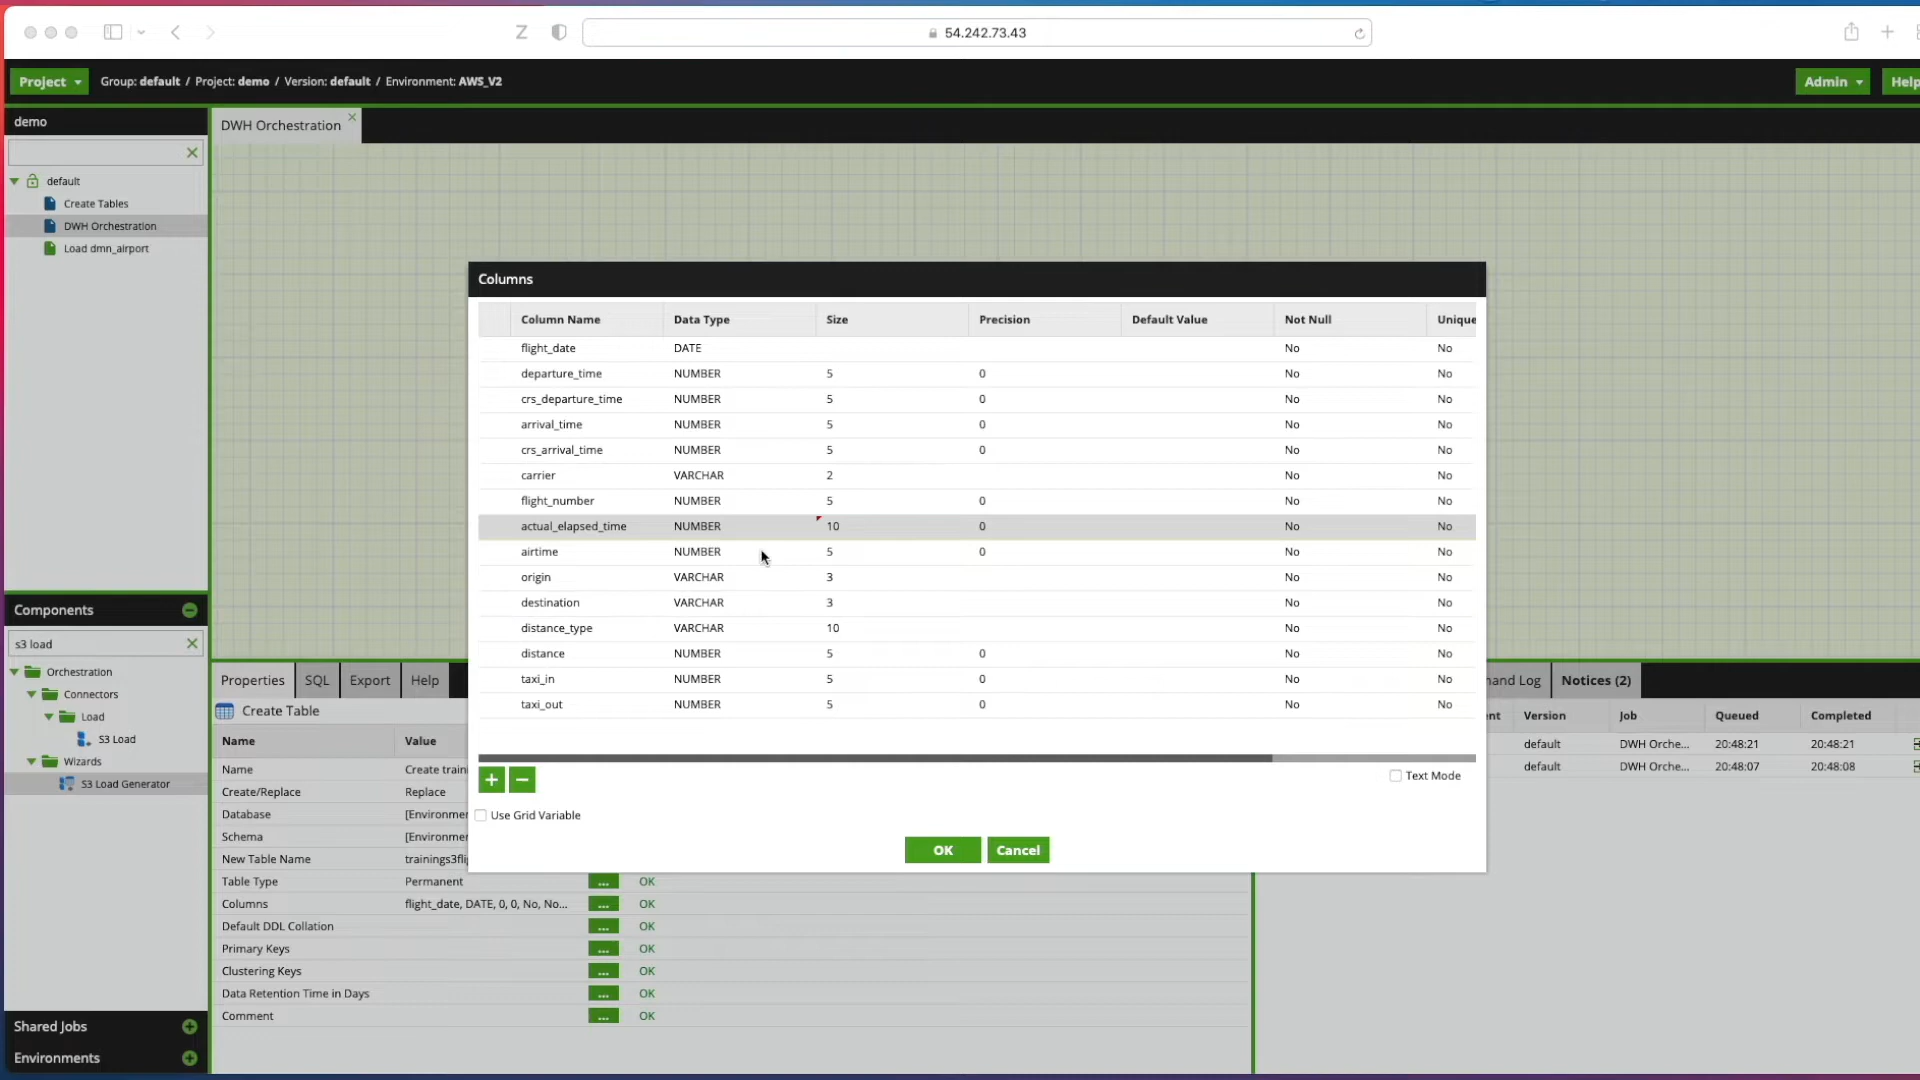 Z
54.242.73.43
Project
Group: default / Project: demo / Version: default / Environment: AWS_V2
Admin
Help
demo
DWH Orchestration
default
Create Tables
DWH Orchestration
Load dmn_airport
Columns
Column Name Data Type Size Precision Default Value Not Null Unique
flight_date DATE No No
departure_time NUMBER 5 0 No No
crs_departure_time NUMBER 5 0 No No
arrival_time NUMBER 5 0 No No
crs_arrival_time NUMBER 5 0 No No
carrier VARCHAR 2 No No
flight_number NUMBER 5 0 No No
actual_elapsed_time NUMBER 10 0 No No
airtime NUMBER 5 0 No No
origin VARCHAR 3 No No
destination VARCHAR 3 No No
distance_type VARCHAR 10 No No
distance NUMBER 5 0 No No
taxi_in NUMBER 5 0 No No
taxi_out NUMBER 5 0 No No
Text Mode
Use Grid Variable
OK Cancel
Components
s3 load
Orchestration
Connectors
Load
S3 Load
Wizards
S3 Load Generator
Shared Jobs
Environments
Properties SQL Export Help
Create Table
Name Value
Name Create train
Create/Replace Replace
Database [Environme
Schema [Environme
New Table Name trainings3fli
Table Type Permanent ... OK
Columns flight_date, DATE, 0, 0, No, No... ... OK
Default DDL Collation ... OK
Primary Keys ... OK
Clustering Keys ... OK
Data Retention Time in Days ... OK
Comment ... OK
and Log Notices (2)
ent Version Job Queued Completed
default DWH Orche... 20:48:21 20:48:21
default DWH Orche... 20:48:07 20:48:08